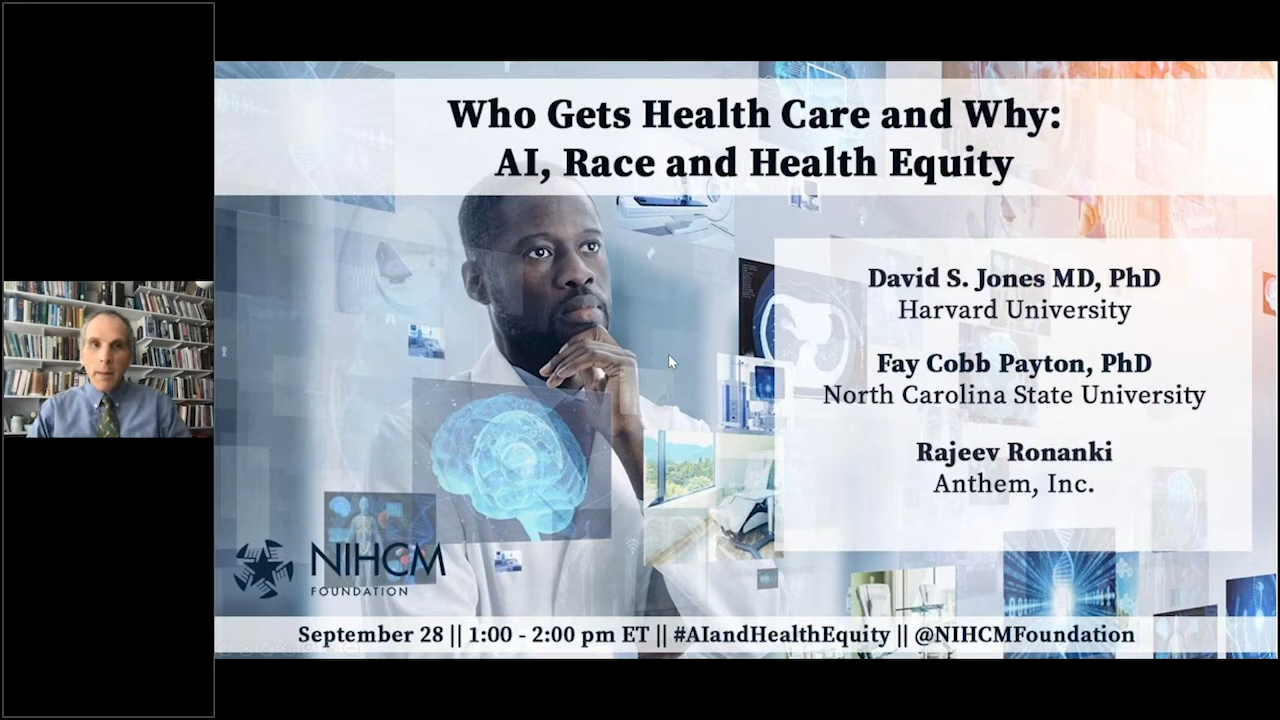 Who Gets Health Care and Why:
AI, Race and Health Equity
David S. Jones MD, PhD
Harvard University
Fay Cobb Payton, PhD
North Carolina State University
Rajeev Ronanki
Anthem, Inc.
NIHCM
FOUNDATION
September 28 || 1:00 - 2:00 pm ET || #AIandHealthEquity || @NIHCMFoundation